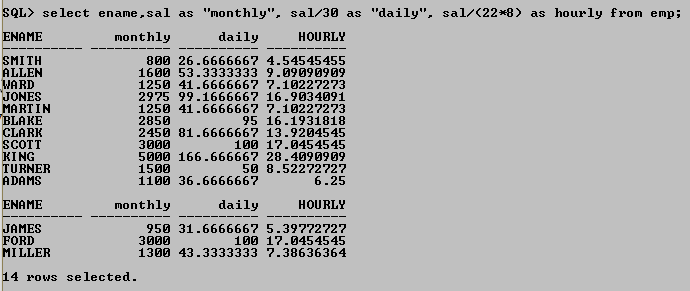 SQL> select ename,sal as "monthly", sal/30 as "daily", sal/(22*8) as hourly from emp;
ENAME monthly daily HOURLY
---------- ---------- ---------- ----------
SMITH 800 26.6666667 4.54545455
ALLEN 1600 53.3333333 9.09090909
WARD 1250 41.6666667 7.10227273
JONES 2975 99.1666667 16.9034091
MARTIN 1250 41.6666667 7.10227273
BLAKE 2850 95 16.1931818
CLARK 2450 81.6666667 13.9204545
SCOTT 3000 100 17.0454545
KING 5000 166.666667 28.4090909
TURNER 1500 50 8.52272727
ADAMS 1100 36.6666667 6.25
ENAME monthly daily HOURLY
---------- ---------- ---------- ----------
JAMES 950 31.6666667 5.39772727
FORD 3000 100 17.0454545
MILLER 1300 43.3333333 7.38636364
14 rows selected.